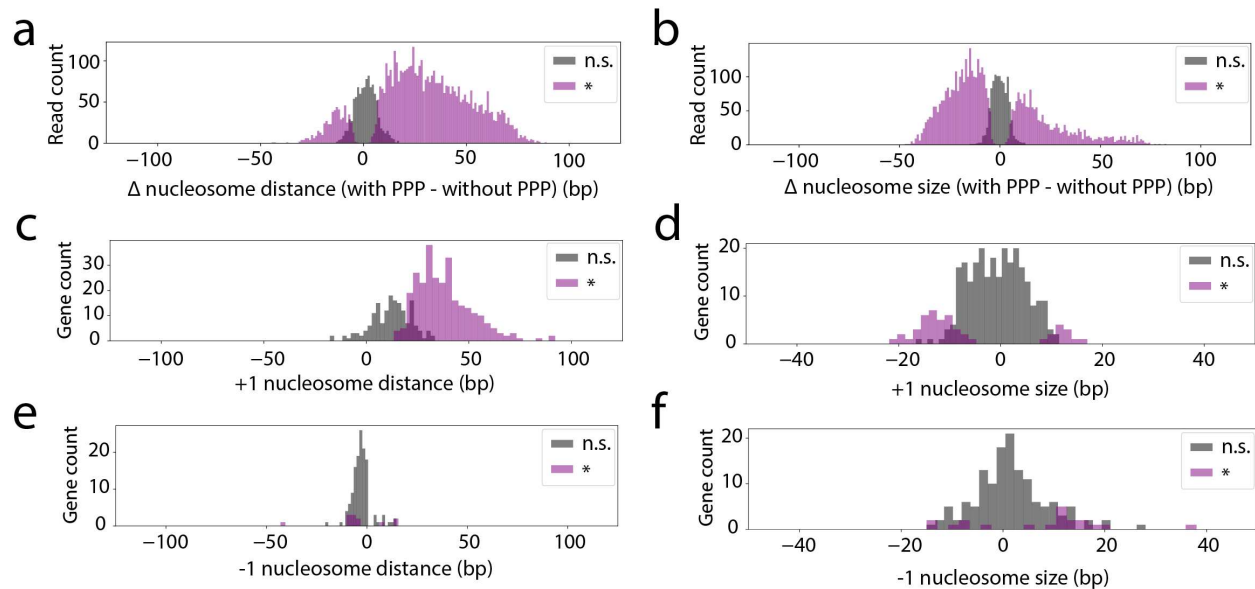 a
Read count
100
50
0
n.s.
*
−100 −50 0 50 100
Δ nucleosome distance (with PPP - without PPP) (bp)
b
Read count
100
50
0
n.s.
*
−100 −50 0 50 100
Δ nucleosome size (with PPP - without PPP) (bp)
c
Gene count
30
20
10
0
n.s.
*
−100 −50 0 50 100
+1 nucleosome distance (bp)
d
Gene count
20
10
0
n.s.
*
−40 −20 0 20 40
+1 nucleosome size (bp)
e
Gene count
20
10
0
n.s.
*
−100 −50 0 50 100
-1 nucleosome distance (bp)
f
Gene count
20
10
0
n.s.
*
−40 −20 0 20 40
-1 nucleosome size (bp)